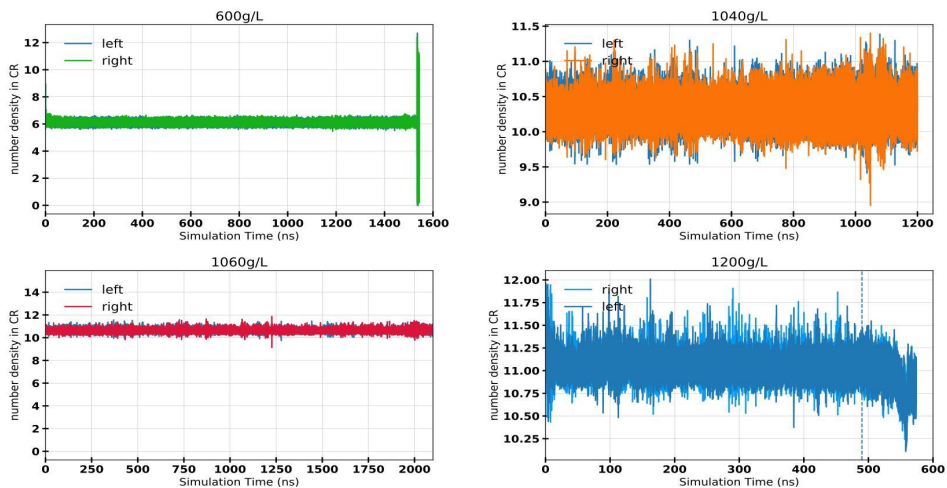 600g/L
number density in CR
12
10
8
6
4
2
0
left
right
0 200 400 600 800 1000 1200 1400 1600
Simulation Time (ns)
1040g/L
number density in CR
11.5
11.0
10.5
10.0
9.5
9.0
left
right
0 200 400 600 800 1000 1200
Simulation Time (ns)
1060g/L
number density in CR
14
12
10
8
6
4
2
0
left
right
0 250 500 750 1000 1250 1500 1750 2000
Simulation Time (ns)
1200g/L
number density in CR
12.00
11.75
11.50
11.25
11.00
10.75
10.50
10.25
right
left
0 100 200 300 400 500 600
Simulation Time (ns)